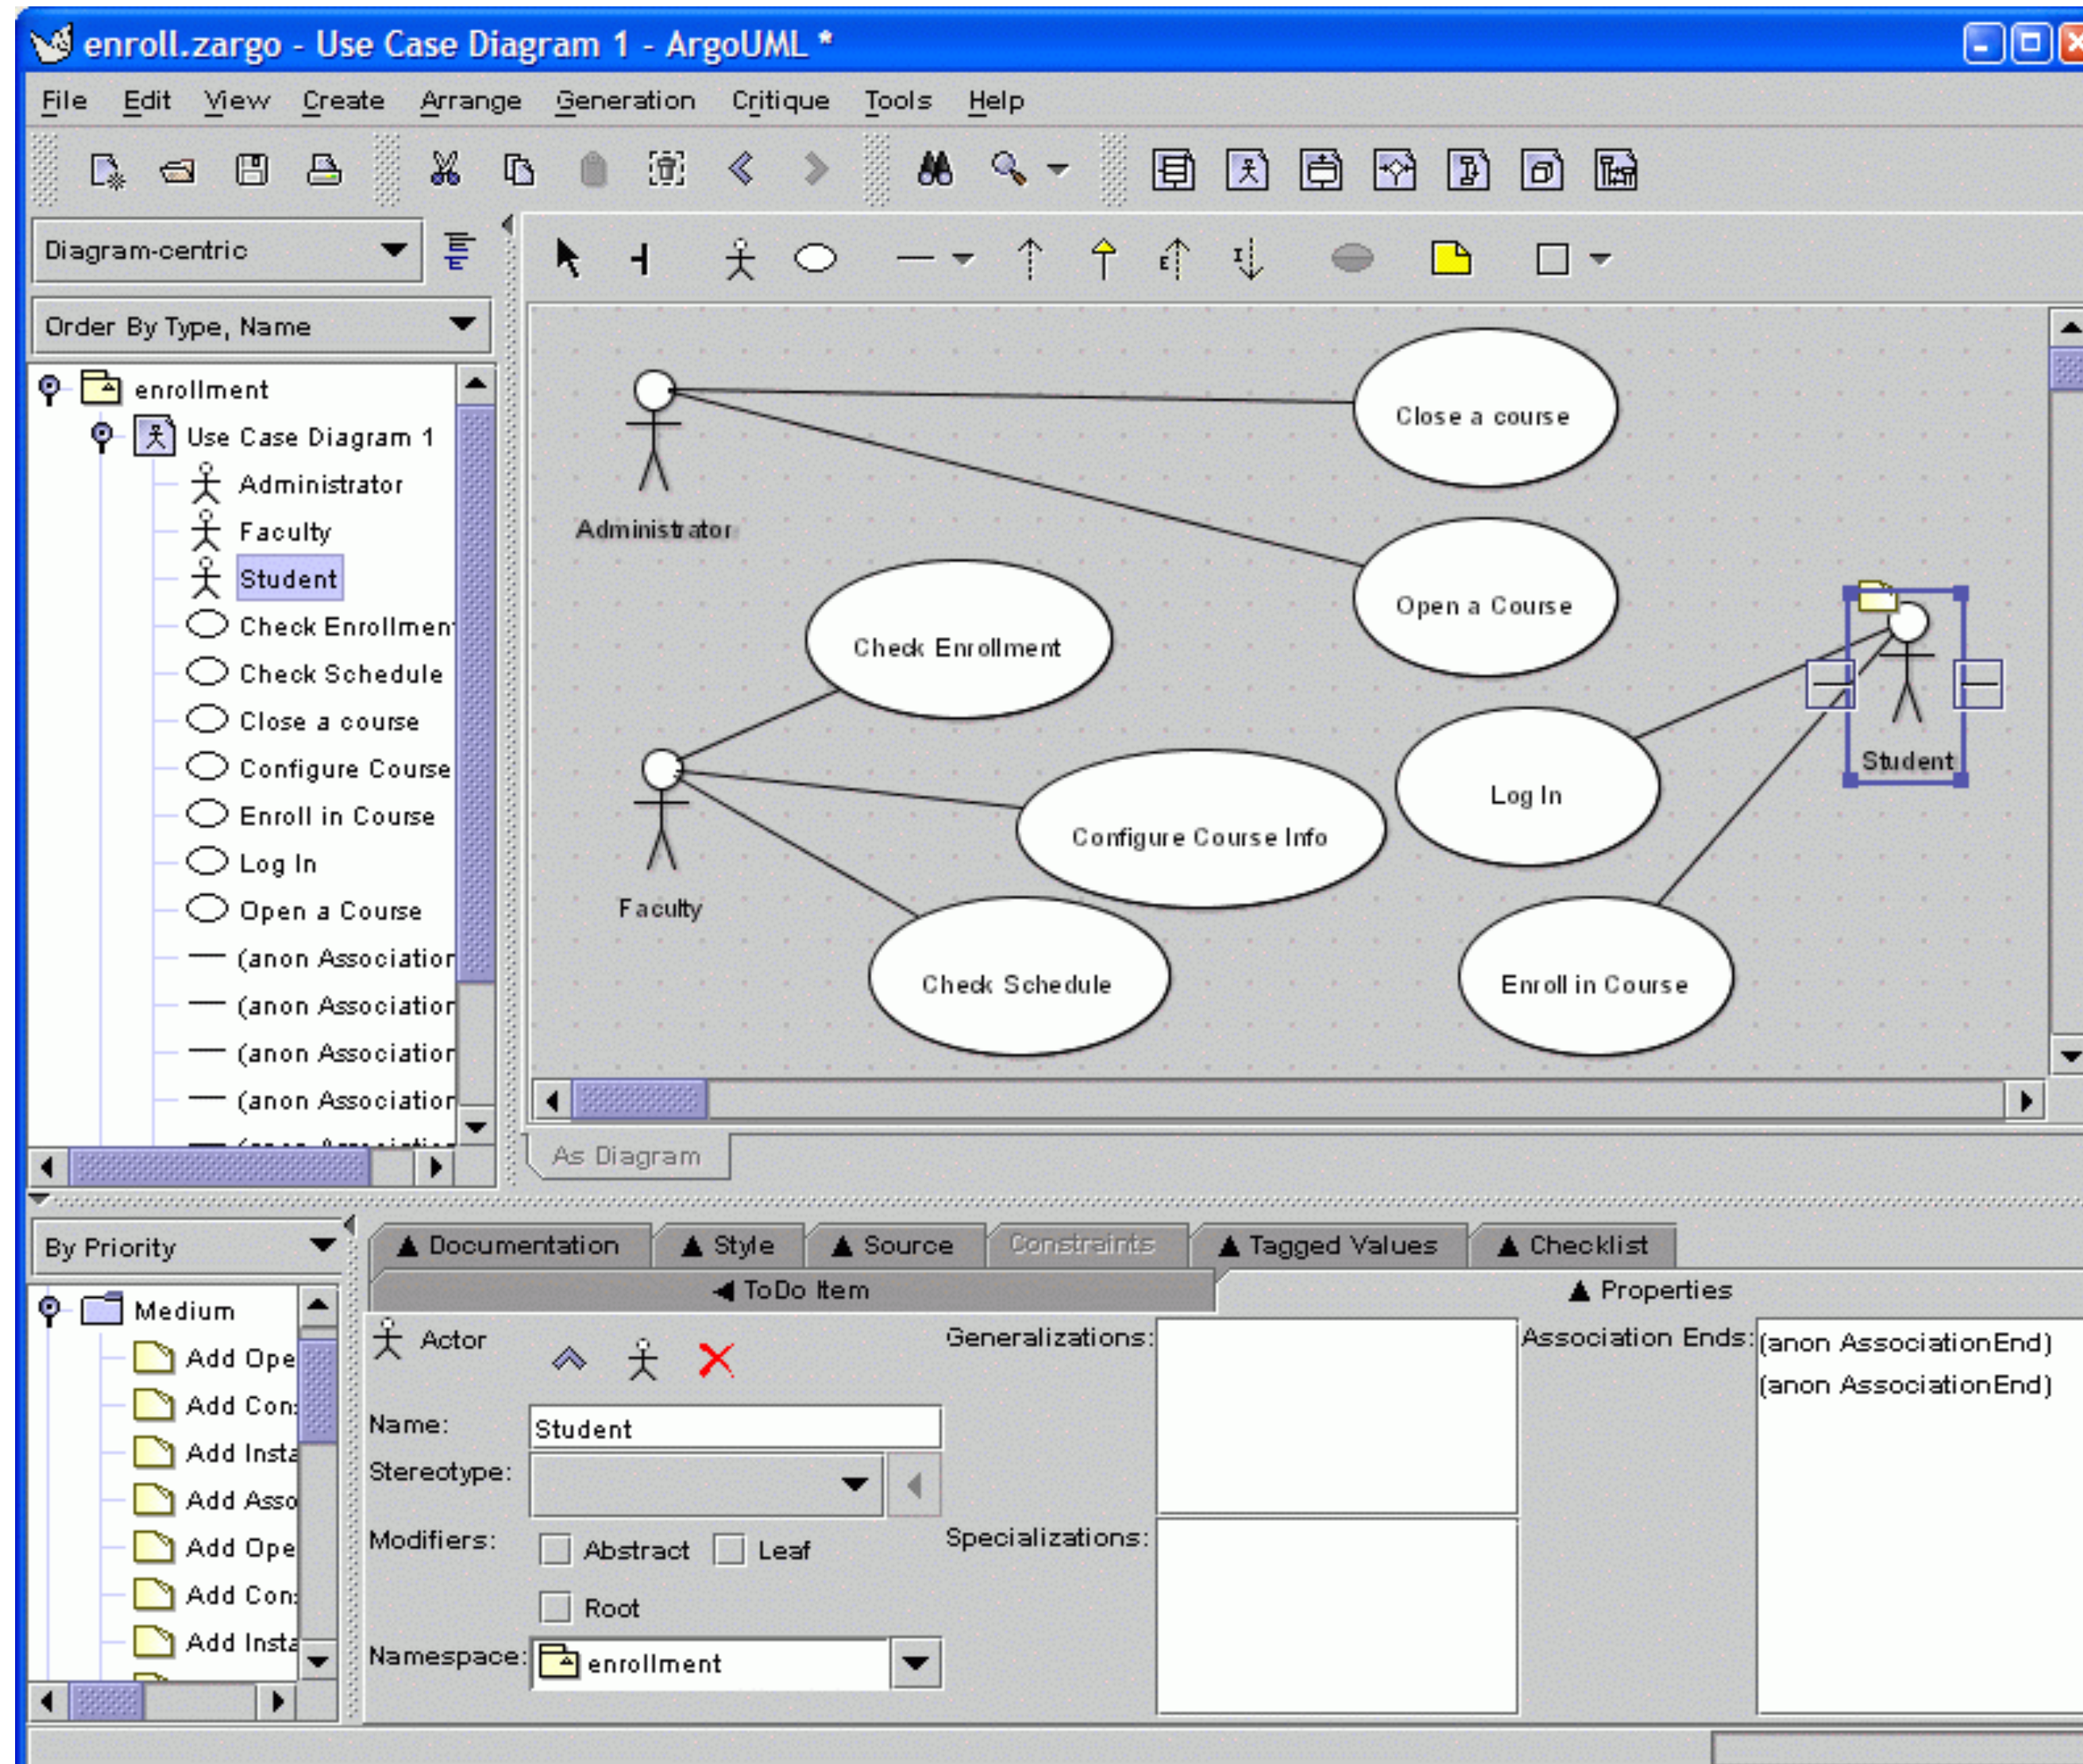 enroll.zargo - Use Case Diagram 1 - ArgoUML *
File Edit View Create Arrange Generation Critique Tools Help
Diagram-centric
Order By Type, Name
enrollment
Use Case Diagram 1
Administrator
Faculty
Student
Check Enrollmen
Check Schedule
Close a course
Configure Course
Enroll in Course
Log In
Open a Course
(anon Association
(anon Association
(anon Association
(anon Association
Close a course
Administrator
Open a Course
Check Enrollment
Student
Log In
Configure Course Info
Faculty
Check Schedule
Enroll in Course
As Diagram
By Priority
Medium
Add Ope
Add Con
Add Insta
Add Asso
Add Ope
Add Con
Add Insta
Documentation Style Source Constraints Tagged Values Checklist
ToDo Item Properties
Actor
Name: Student
Stereotype:
Modifiers: Abstract Leaf
Root
Namespace: enrollment
Generalizations:
Specializations:
Association Ends: (anon AssociationEnd)
(anon AssociationEnd)